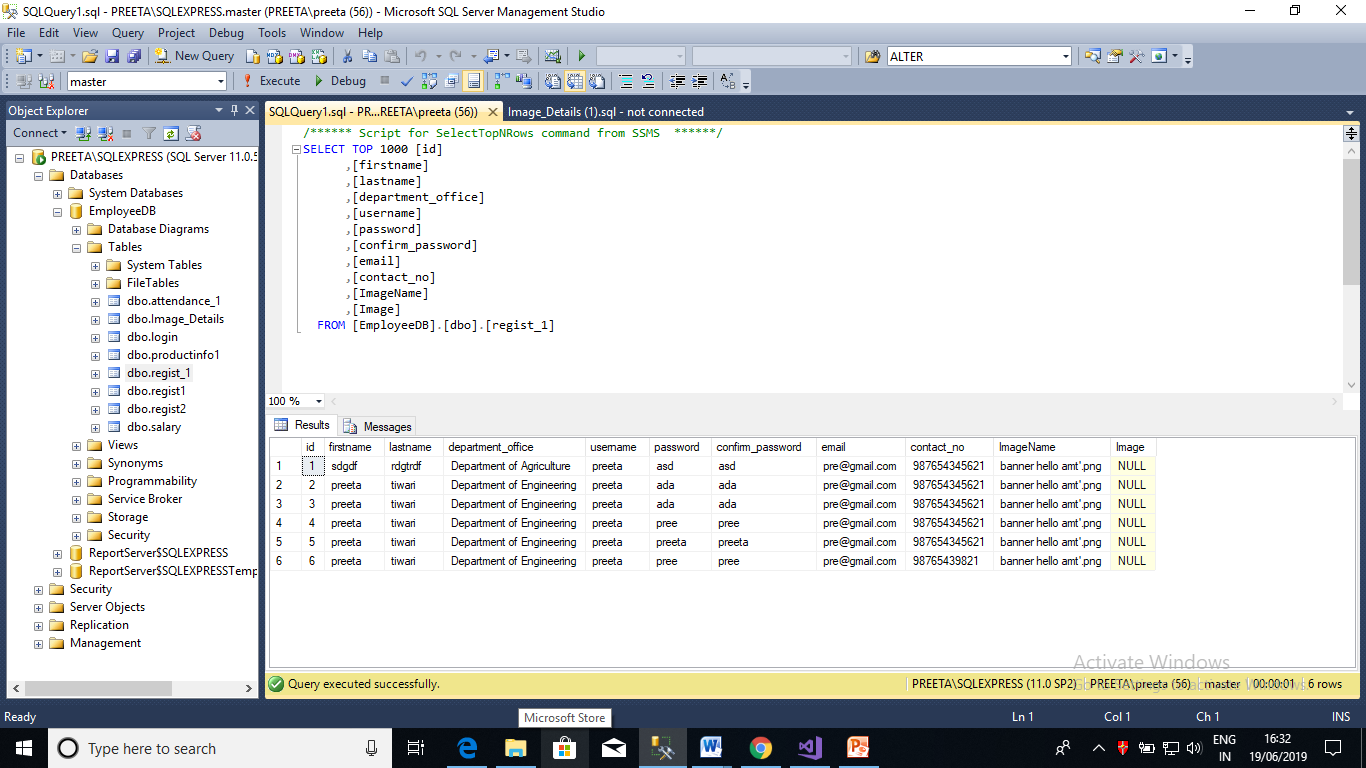 SQLQuery1.sql - PREETA\SQLEXPRESS.master (PREETA\preeta (56)) - Microsoft SQL Server Management Studio
File Edit View Query Project Debug Tools Window Help
New Query ALTER
master Execute Debug
Object Explorer
Connect
PREETA\SQLEXPRESS (SQL Server 11.0.5
Databases
System Databases
EmployeeDB
Database Diagrams
Tables
System Tables
FileTables
dbo.attendance_1
dbo.Image_Details
dbo.login
dbo.productinfo1
dbo.regist_1
dbo.regist1
dbo.regist2
dbo.salary
Views
Synonyms
Programmability
Service Broker
Storage
Security
ReportServer$SQLEXPRESS
ReportServer$SQLEXPRESSTemp
Security
Server Objects
Replication
Management
SQLQuery1.sql - PR...REETA\preeta (56)) Image_Details (1).sql - not connected
/****** Script for SelectTopNRows command from SSMS ******/
SELECT TOP 1000 [id]
,[firstname]
,[lastname]
,[department_office]
,[username]
,[password]
,[confirm_password]
,[email]
,[contact_no]
,[ImageName]
,[Image]
FROM [EmployeeDB].[dbo].[regist_1]
100 %
Results Messages
id firstname lastname department_office username password confirm_password email contact_no ImageName Image
1 1 sdgdf rdgtrdf Department of Agriculture preeta asd asd pre@gmail.com 987654345621 banner hello amt'.png NULL
2 2 preeta tiwari Department of Engineering preeta ada ada pre@gmail.com 987654345621 banner hello amt'.png NULL
3 3 preeta tiwari Department of Engineering preeta ada ada pre@gmail.com 987654345621 banner hello amt'.png NULL
4 4 preeta tiwari Department of Engineering preeta pree pree pre@gmail.com 987654345621 banner hello amt'.png NULL
5 5 preeta tiwari Department of Engineering preeta preeta preeta pre@gmail.com 987654345621 banner hello amt'.png NULL
6 6 preeta tiwari Department of Engineering preeta pree pree pre@gmail.com 98765439821 banner hello amt'.png NULL
Activate Windows
Query executed successfully. PREETA\SQLEXPRESS (11.0 SP2) PREETA\preeta (56) master 00:00:01 6 rows
Ready Ln 1 Col 1 Ch 1 INS
Microsoft Store
Type here to search
ENG
IN
16:32
19/06/2019